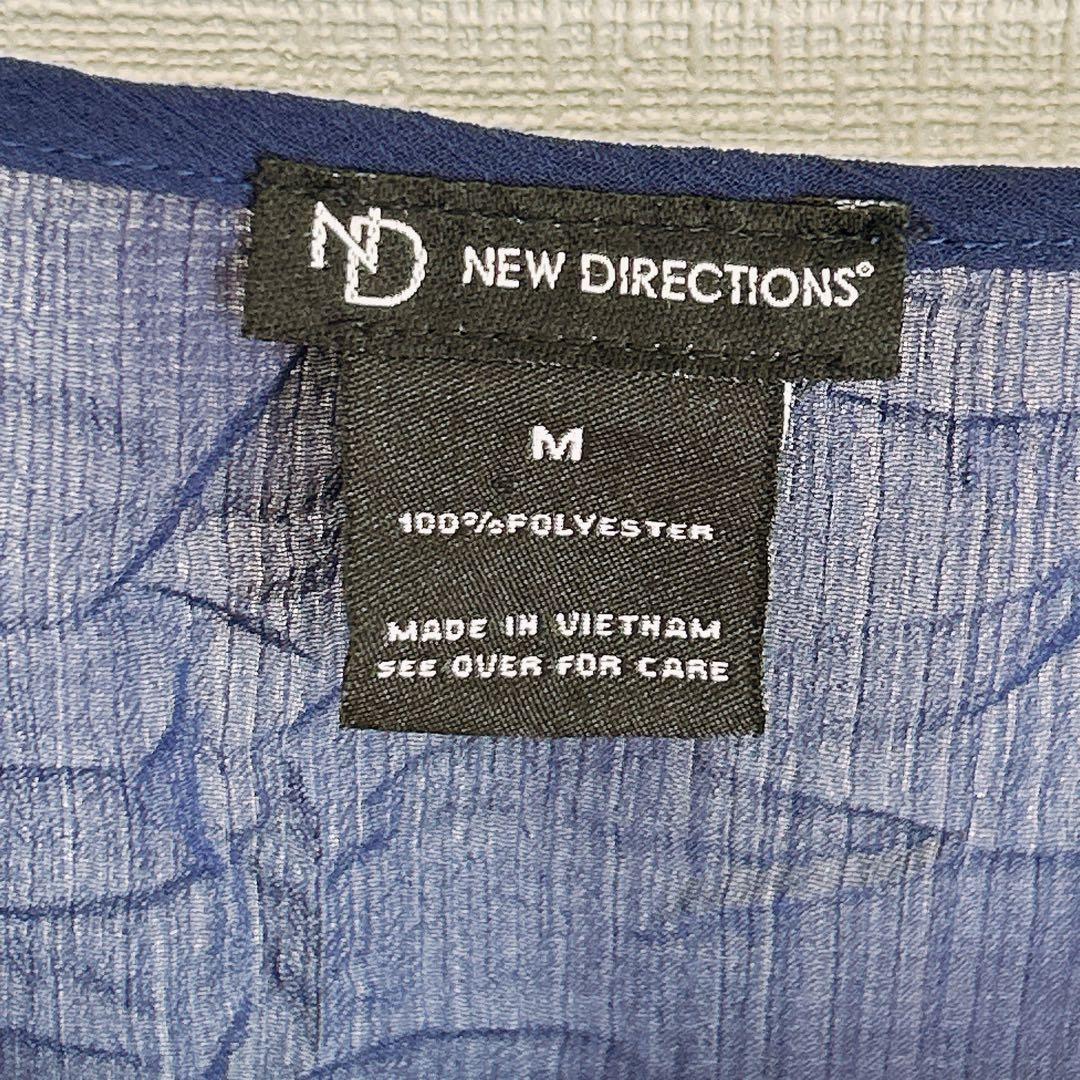 ND NEW DIRECTIONS®
M
100%POLYESTER
MADE IN VIETNAM
SEE OVER FOR CARE